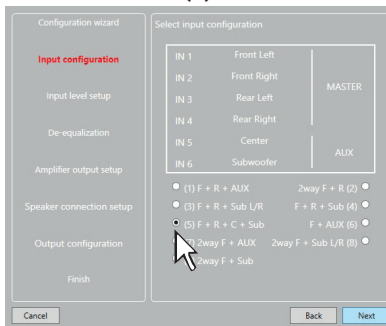 Configuration wizard
Input configuration
Input level setup
De-equalization
Amplifier output setup
Speaker connection setup
Output configuration
Finish
Select input configuration
IN 1 Front Left
IN 2 Front Right
IN 3 Rear Left
IN 4 Rear Right
MASTER
IN 5 Center
IN 6 Subwoofer
AUX
(1) F + R + AUX 2way F + R (2)
(3) F + R + Sub L/R F + R + Sub (4)
(5) F + R + C + Sub F + AUX (6)
2way F + AUX 2way F + Sub L/R (8)
2way F + Sub
Cancel Back Next